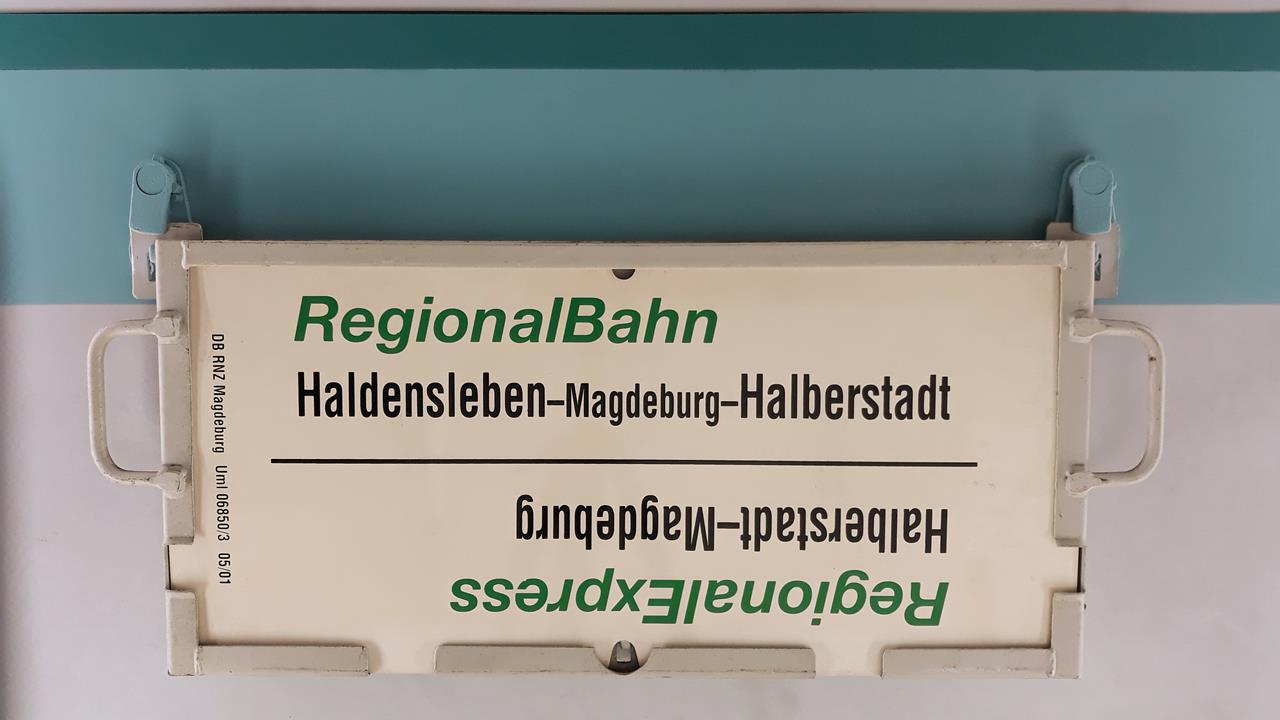 RegionalBahn
Haldensleben–Magdeburg–Halberstadt
Halberstadt–Magdeburg
RegionalExpress
DB RNZ Magdeburg Uml 06850/3 05/01